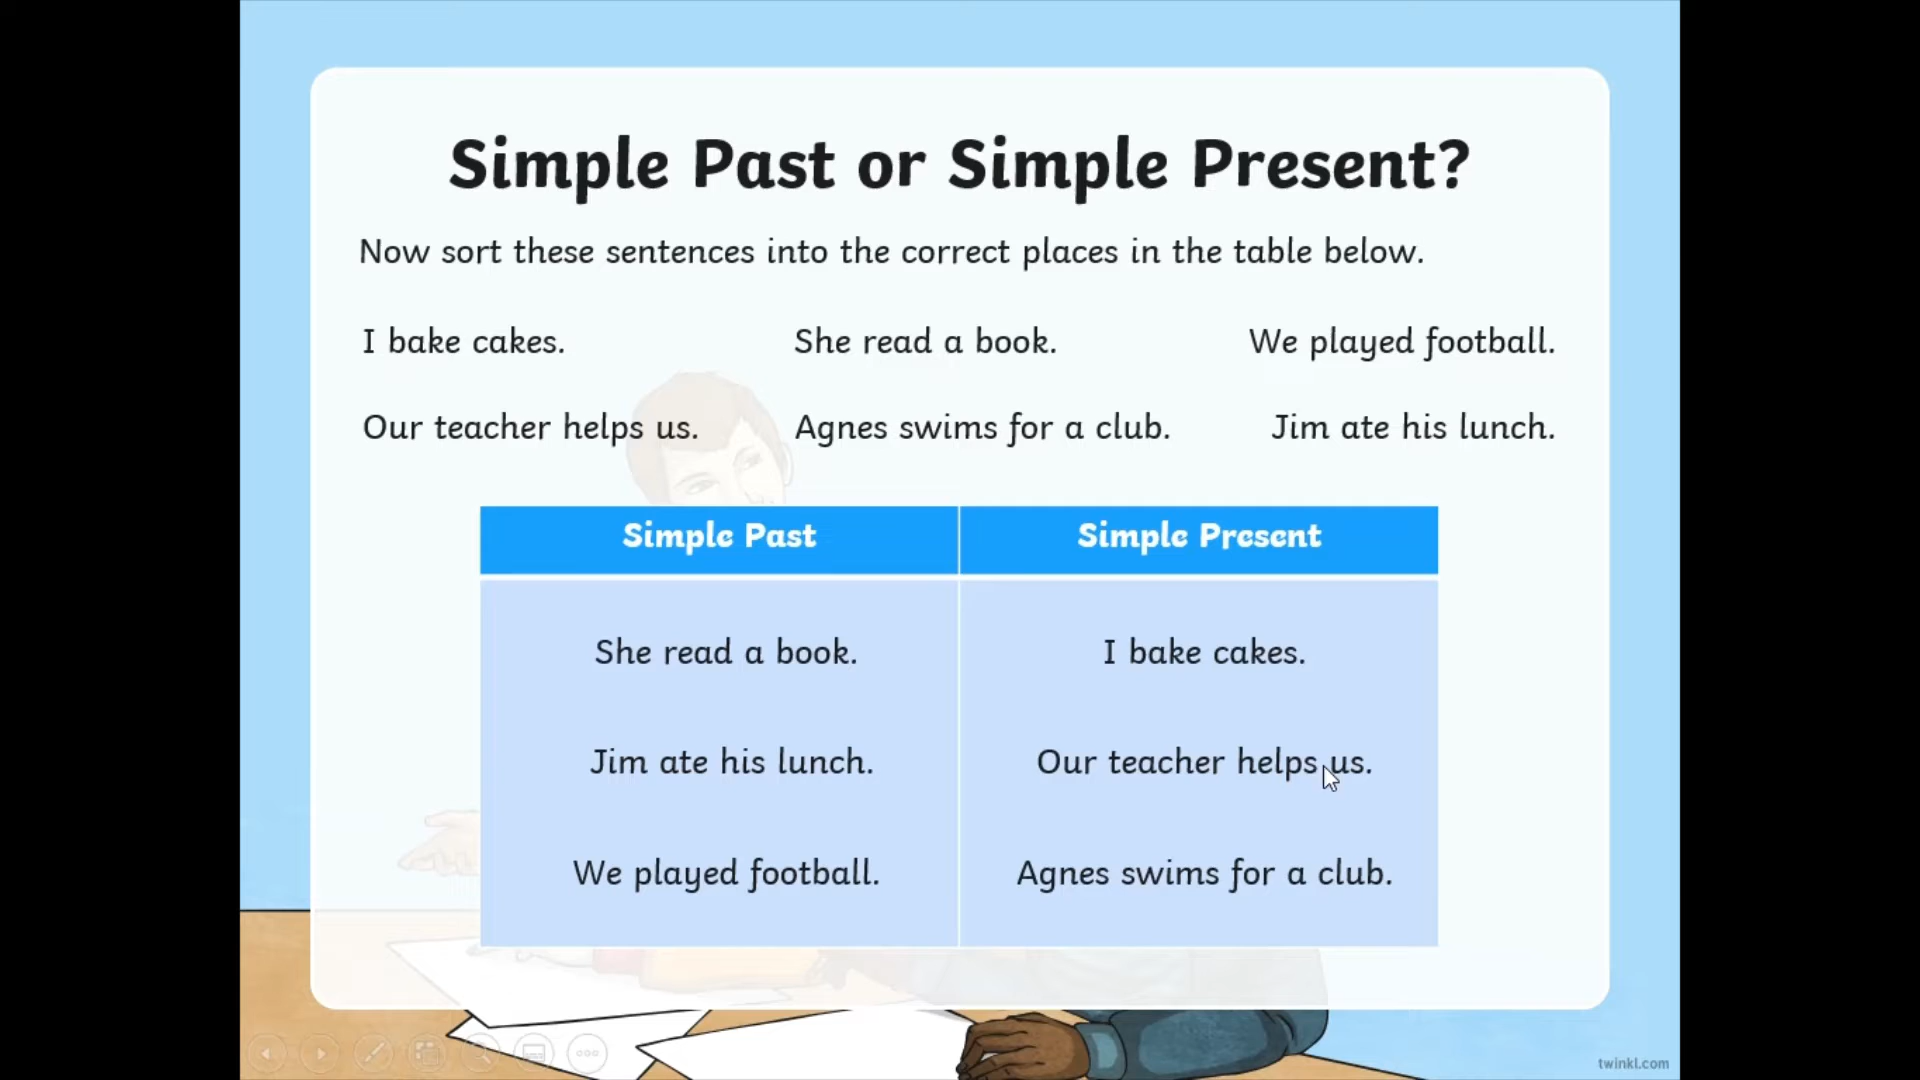 Simple Past or Simple Present?
Now sort these sentences into the correct places in the table below.
I bake cakes. She read a book. We played football.
Our teacher helps us. Agnes swims for a club. Jim ate his lunch.
Simple Past Simple Present
She read a book. I bake cakes.
Jim ate his lunch. Our teacher helps us.
We played football. Agnes swims for a club.
twinkl.com